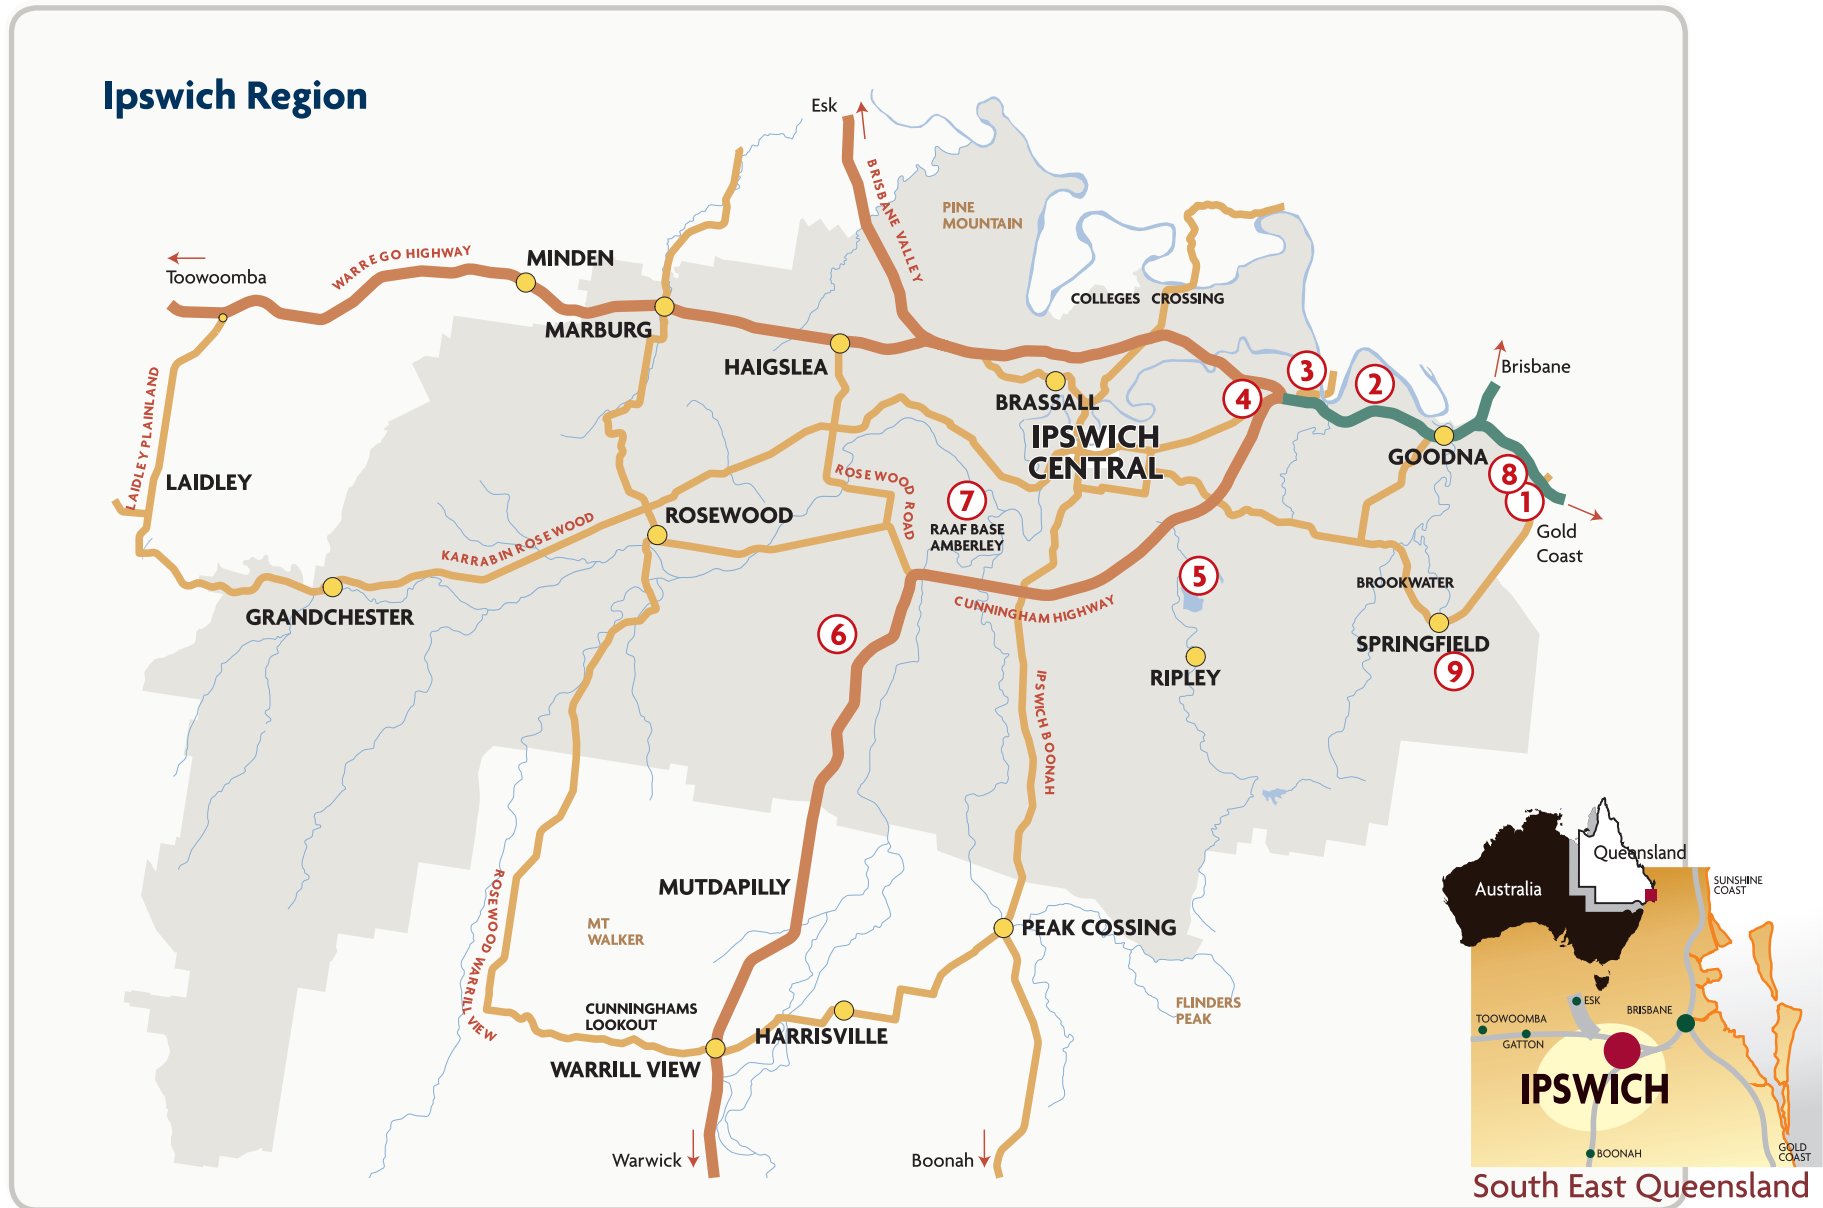 Ipswich Region
Esk
BRISBANE VALLEY
PINE
MOUNTAIN
WARREGO HIGHWAY
MINDEN
Toowoomba
COLLEGES CROSSING
MARBURG
HAIGSLEA
3
2
Brisbane
4
BRASSALL
LAIDLEY PLAINLAND
IPSWICH
CENTRAL
GOODNA
8
1
LAIDLEY
ROSEWOOD ROAD
7
ROSEWOOD
RAAF BASE
AMBERLEY
Gold
Coast
KARRABIN ROSEWOOD
5
BROOKWATER
GRANDCHESTER
CUNNINGHAM HIGHWAY
6
SPRINGFIELD
9
RIPLEY
IPSWICH BOONAH
MUTDAPILLY
ROSEWOOD WARRILL VIEW
MT
WALKER
PEAK COSSING
FLINDERS
PEAK
CUNNINGHAMS
LOOKOUT
HARRISVILLE
WARRILL VIEW
Warwick
Boonah
Queensland
Australia
SUNSHINE
COAST
ESK
BRISBANE
TOOWOOMBA
GATTON
IPSWICH
BOONAH
GOLD
COAST
South East Queensland